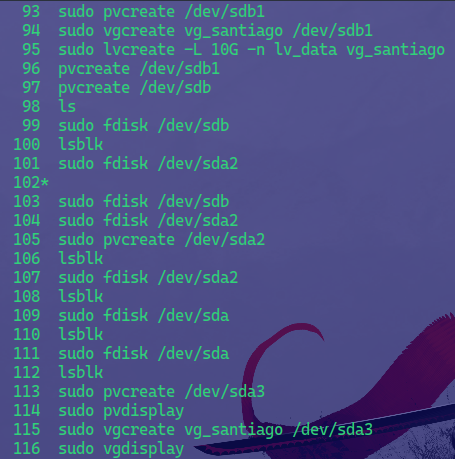 93 sudo pvcreate /dev/sdb1
94 sudo vgcreate vg_santiago /dev/sdb1
95 sudo lvcreate -L 10G -n lv_data vg_santiago
96 pvcreate /dev/sdb1
97 pvcreate /dev/sdb
98 ls
99 sudo fdisk /dev/sdb
100 lsblk
101 sudo fdisk /dev/sda2
102*
103 sudo fdisk /dev/sdb
104 sudo fdisk /dev/sda2
105 sudo pvcreate /dev/sda2
106 lsblk
107 sudo fdisk /dev/sda2
108 lsblk
109 sudo fdisk /dev/sda
110 lsblk
111 sudo fdisk /dev/sda
112 lsblk
113 sudo pvcreate /dev/sda3
114 sudo pvdisplay
115 sudo vgcreate vg_santiago /dev/sda3
116 sudo vgdisplay